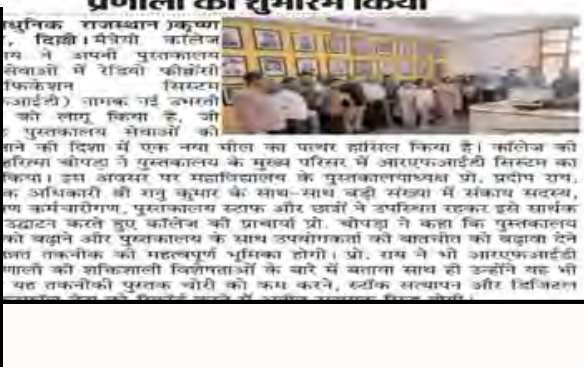 प्रणाली का शुभारंभ किया
धुनिक राजस्थान )कृष्णा
, दिल्ली। मैत्रेयी कॉलेज
य ने अपनी पुस्तकालय
सेवाओं में रेडियो फ्रीक्वेंसी
फिकेशन सिस्टम
आईडी) नामक नई उभरती
को लागू किया है, जो
पुस्तकालय सेवाओं को
ाने की दिशा में एक नया मील का पत्थर हासिल किया है। कॉलेज की
हरित्मा चोपड़ा ने पुस्तकालय के मुख्य परिसर में आरएफआईडी सिस्टम का
किया। इस अवसर पर महाविद्यालय के पुस्तकालयाध्यक्ष प्रो. प्रदीप राय,
क अधिकारी श्री रानू कुमार के साथ-साथ बड़ी संख्या में संकाय सदस्य,
ण कर्मचारीगण, पुस्तकालय स्टाफ और छात्रों ने उपस्थित रहकर इसे सार्थक
उद्घाटन करते हुए कॉलेज की प्राचार्या प्रो. चोपड़ा ने कहा कि पुस्तकालय
को बढ़ाने और पुस्तकालय के साथ उपयोगकर्ता की बातचीत को बढ़ावा देने
न्नत तकनीक की महत्वपूर्ण भूमिका होगी। प्रो. राय ने भी आरएफआईडी
णाली की शक्तिशाली विशेषताओं के बारे में बताया साथ ही उन्होंने यह भी
यह तकनीकी पुस्तक चोरी को कम करने, स्टॉक सत्यापन और डिजिटल